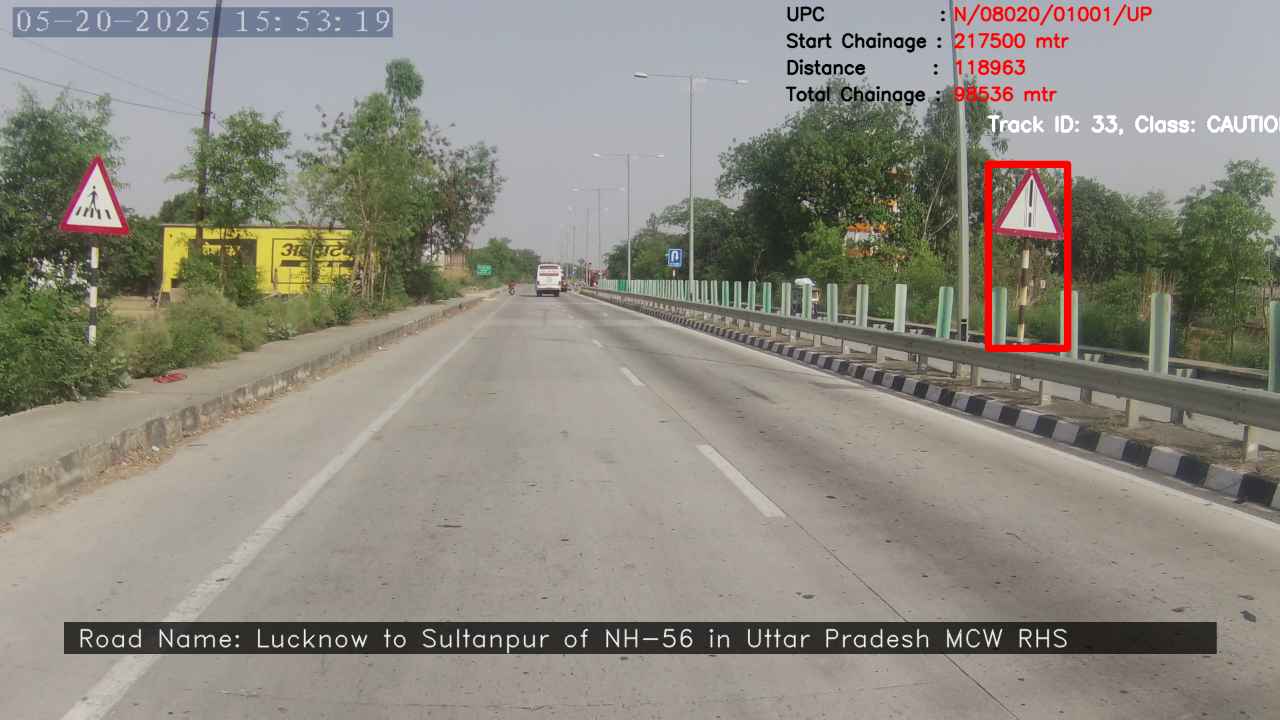 05-20-2025 15:53:19
UPC : N/08020/01001/UP
Start Chainage : 217500 mtr
Distance : 118963
Total Chainage : 98536 mtr
Track ID: 33, Class: CAUTIO
Road Name: Lucknow to Sultanpur of NH-56 in Uttar Pradesh MCW RHS